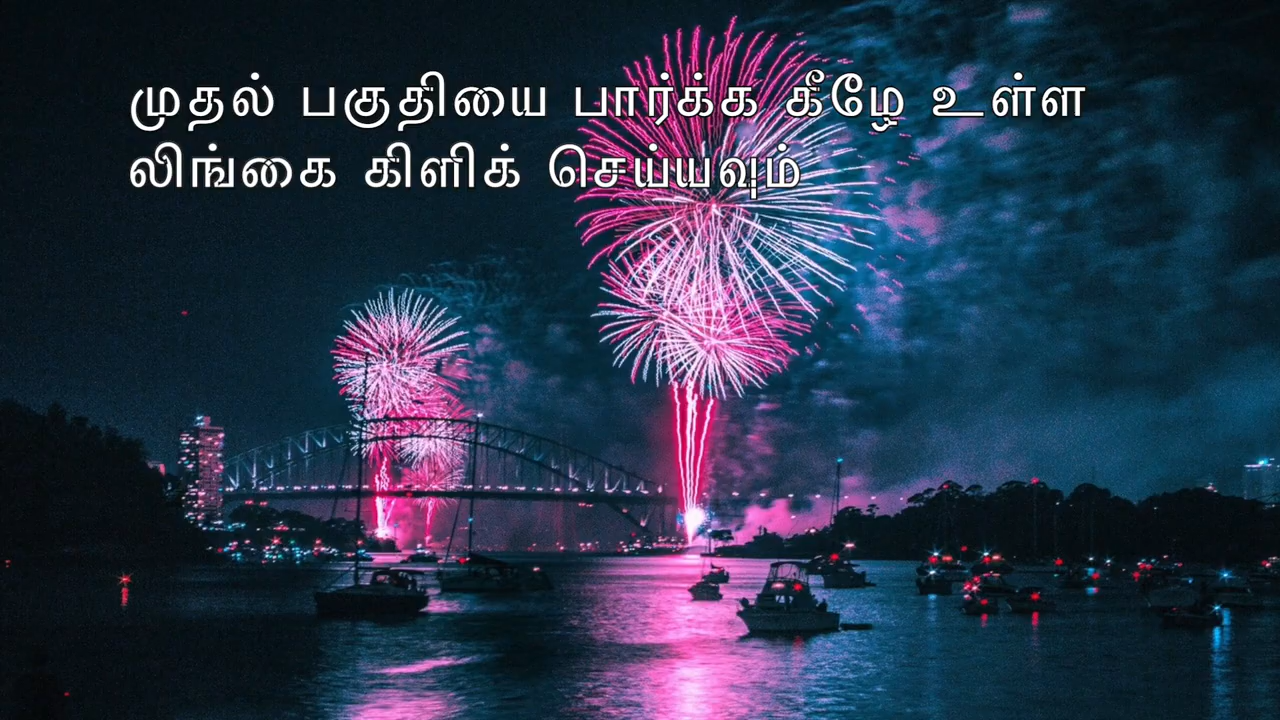 முதல் பகுதியை பார்க்க கீழே உள்ள
லிங்கை கிளிக் செய்யவும்